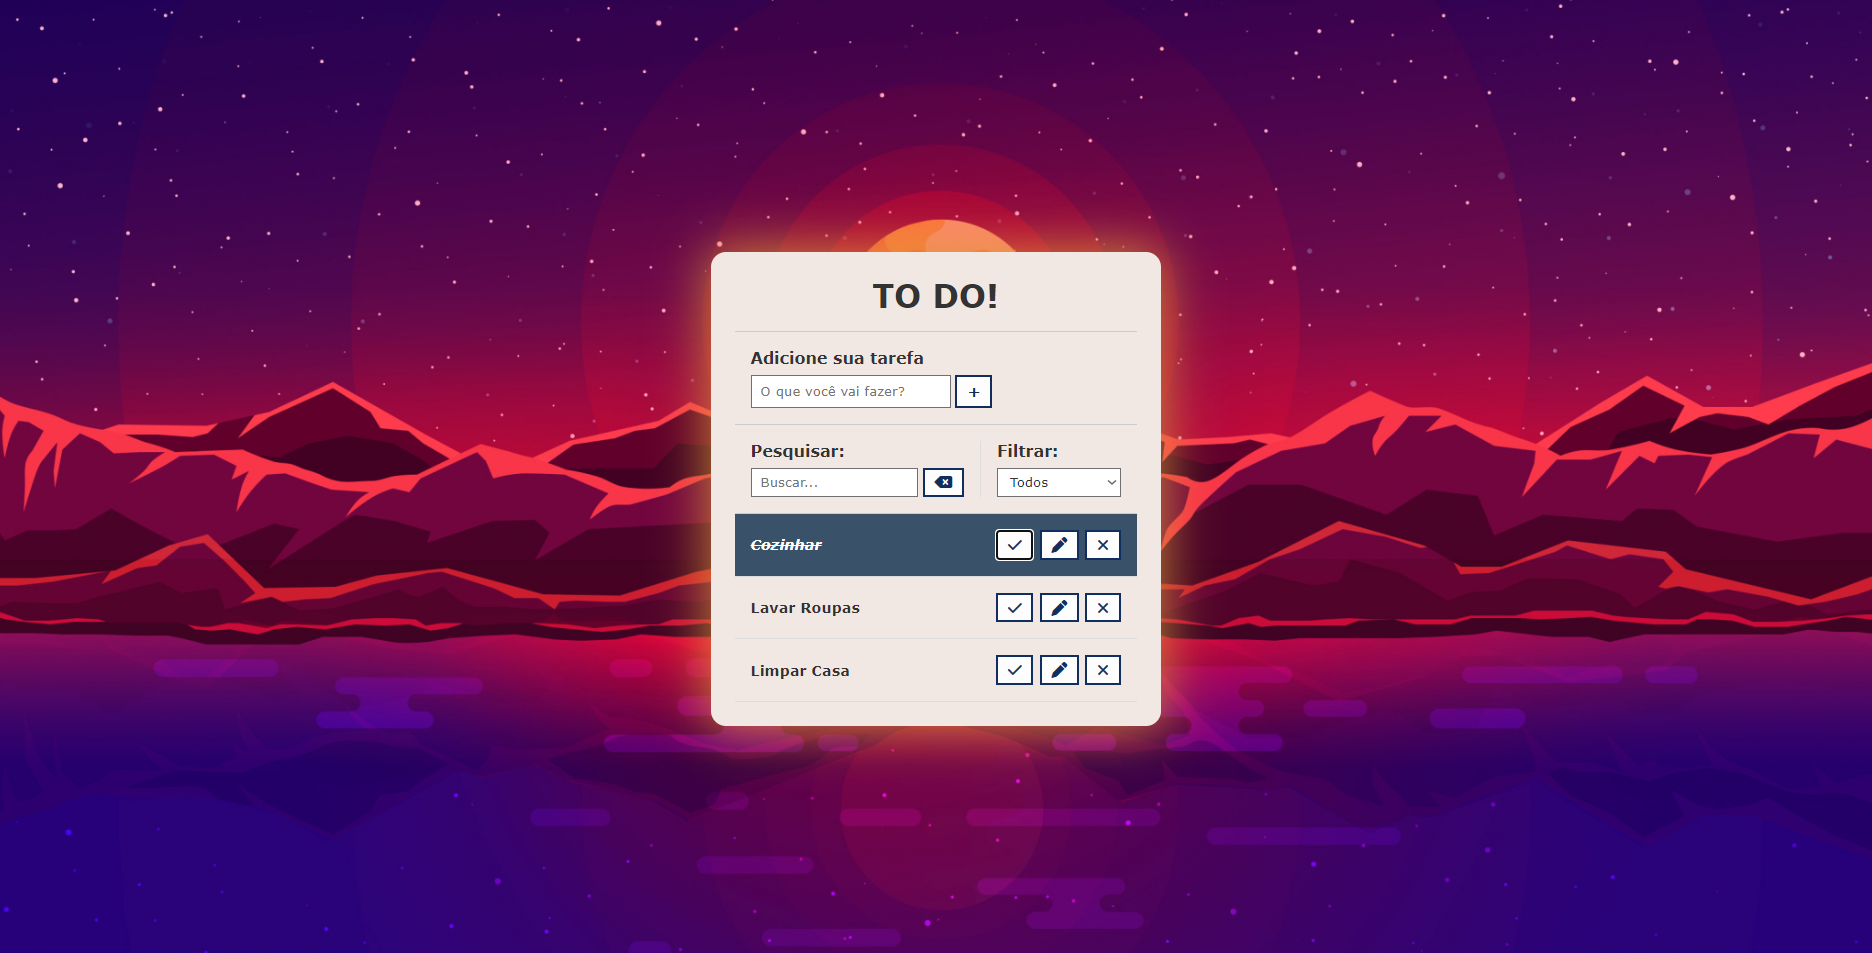 TO DO!
Adicione sua tarefa
O que você vai fazer?
Pesquisar:
Filtrar:
Buscar...
Todos
Cozinhar
Lavar Roupas
Limpar Casa